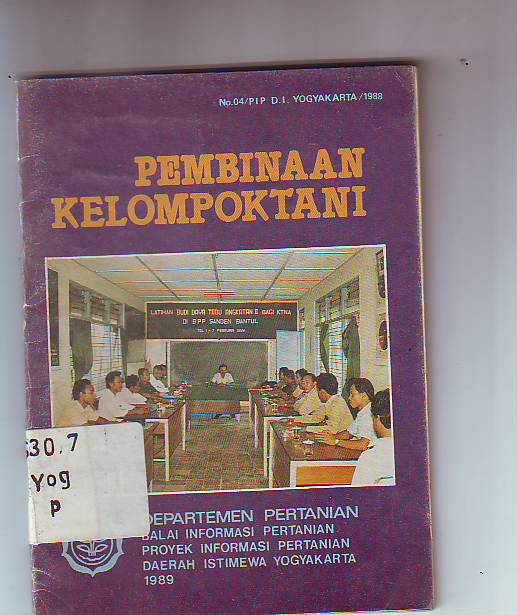 No.04/PIP D.I. YOGYAKARTA/1988
PEMBINAAN
KELOMPOKTANI
LATIHAN BUDI DAYA TEBU ANGKATAN II BAGI KTNA
DI BPP SANDEN BANTUL
630.7
Yog
P
DEPARTEMEN PERTANIAN
BALAI INFORMASI PERTANIAN
PROYEK INFORMASI PERTANIAN
DAERAH ISTIMEWA YOGYAKARTA
1989